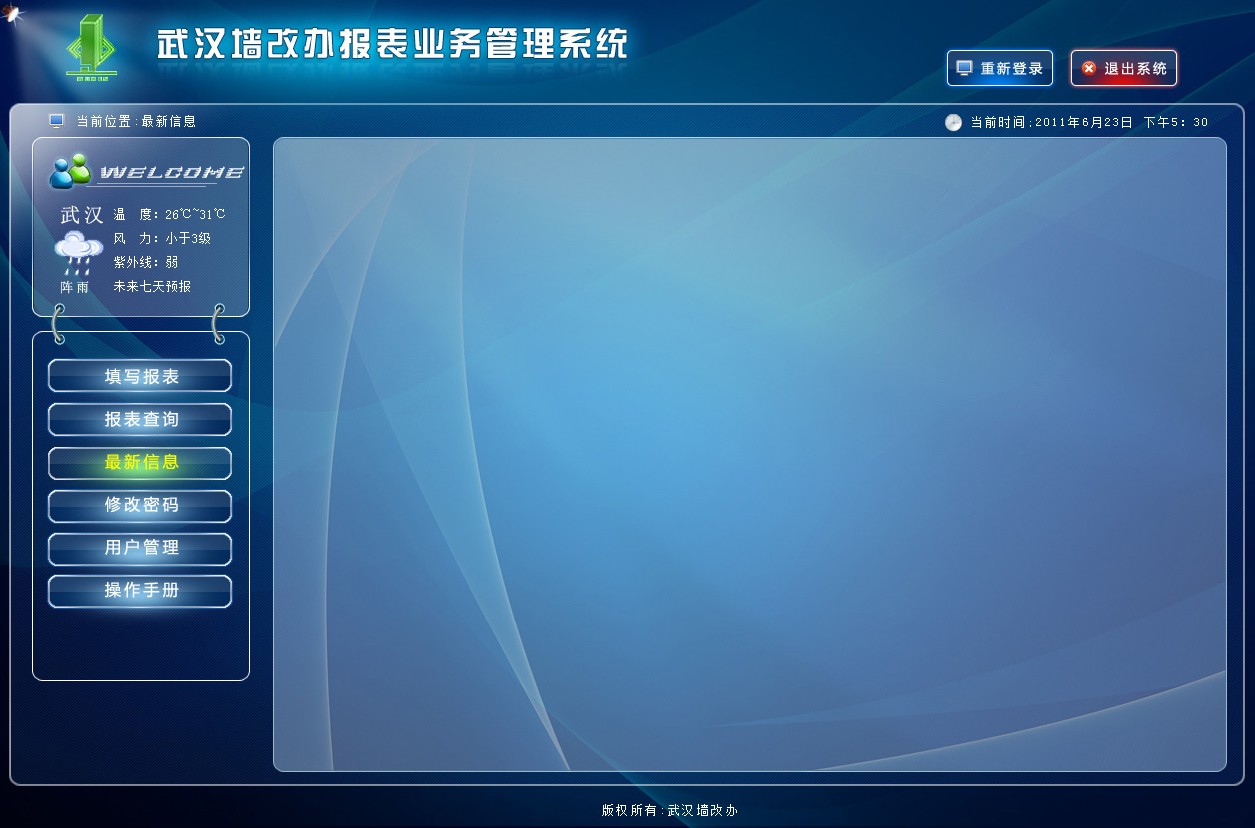 武汉墙改办报表业务管理系统
重新登录
退出系统
当前位置:最新信息
当前时间:2011年6月23日 下午5：30
WELCOME
武汉
温 度：26℃~31℃
风 力：小于3级
紫外线：弱
阵雨
未来七天预报
填写报表
报表查询
最新信息
修改密码
用户管理
操作手册
版权所有:武汉墙改办